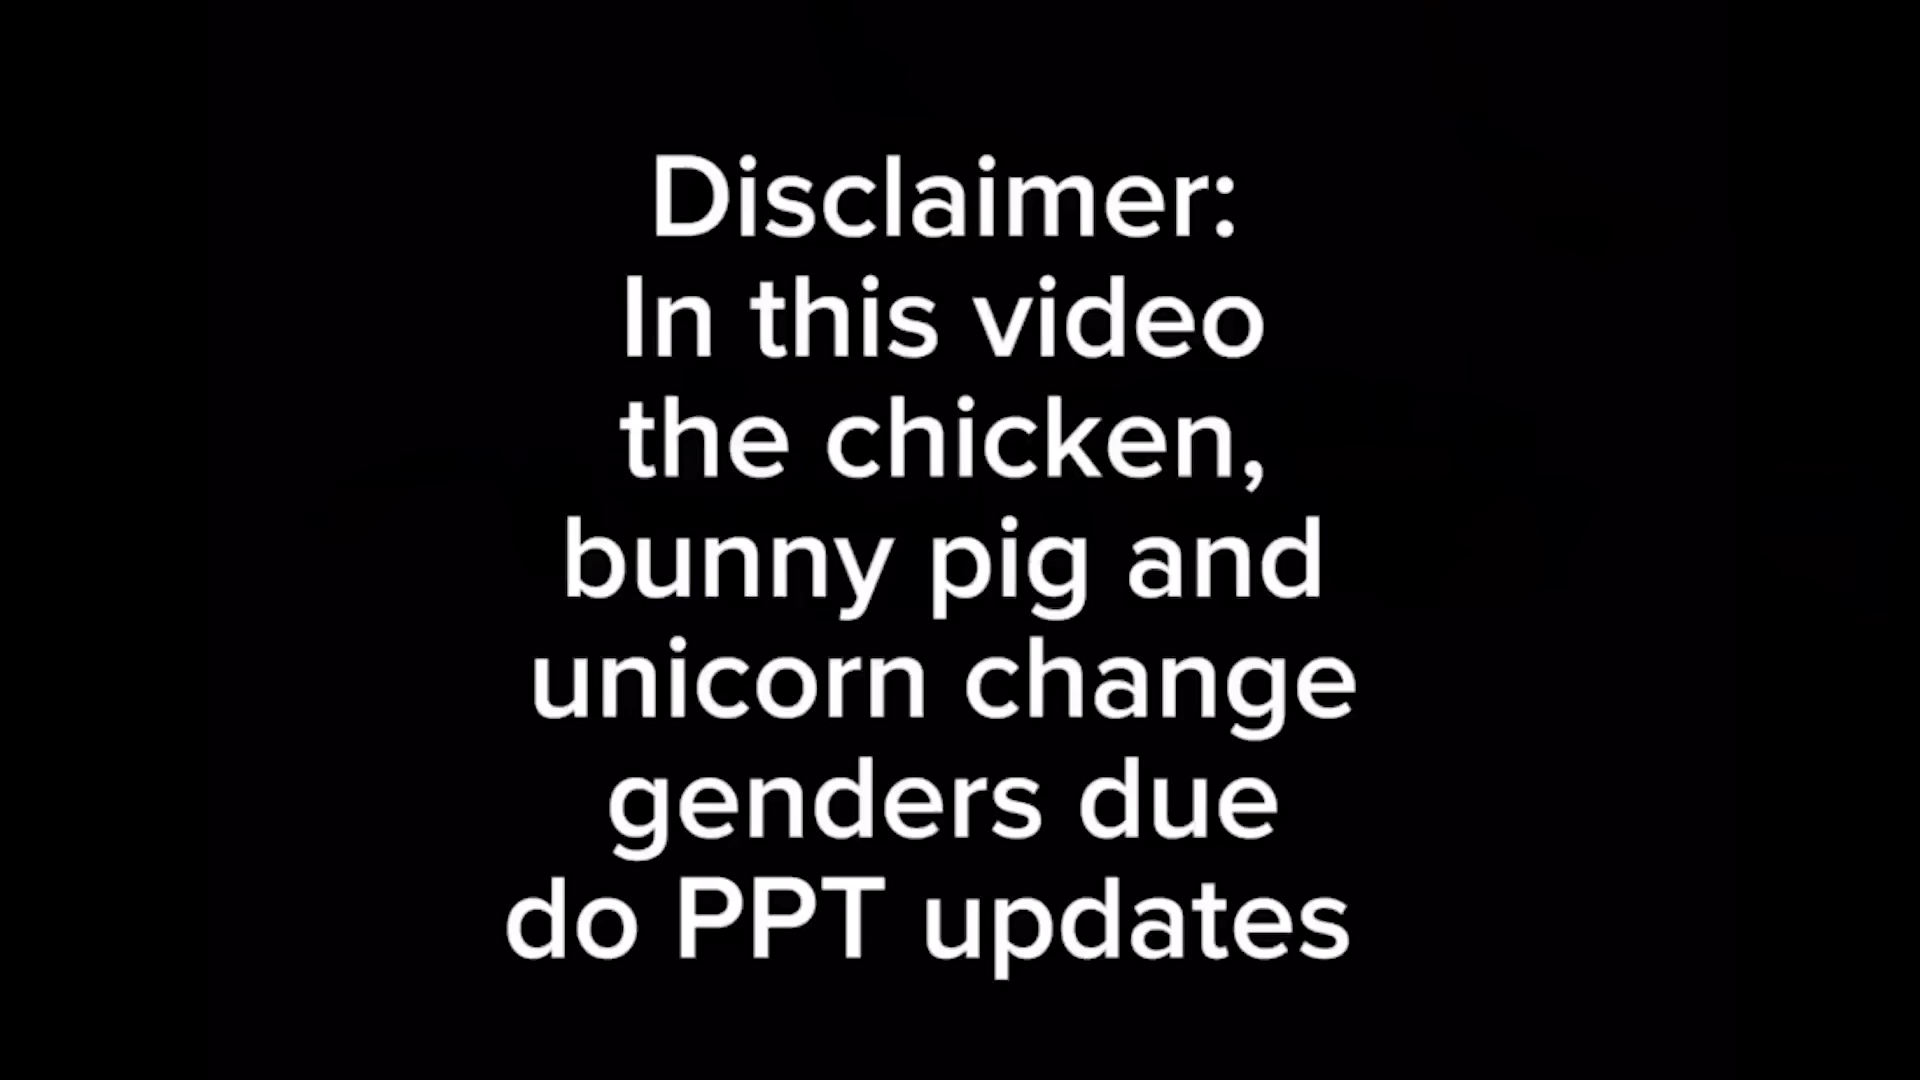 Disclaimer:
In this video
the chicken,
bunny pig and
unicorn change
genders due
do PPT updates